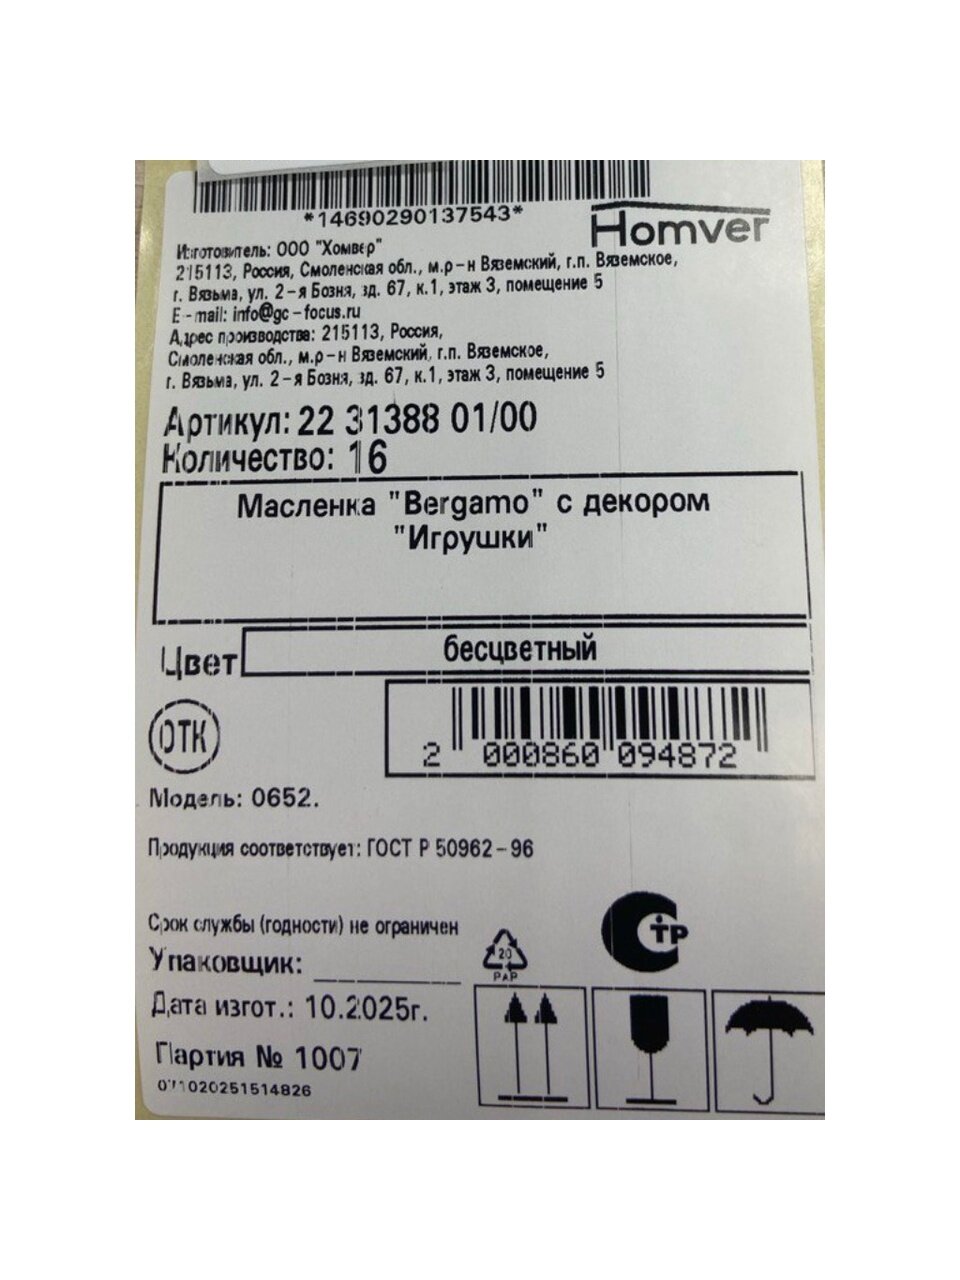 *14690290137543*
Homver
Изготовитель: ООО "Хомвер"
215113, Россия, Смоленская обл., м.р-н Вяземский, г.п. Вяземское,
г. Вязьма, ул. 2-я Бозня, зд. 67, к.1, этаж 3, помещение 5
E-mail: info@gc-focus.ru
Адрес производства: 215113, Россия,
Смоленская обл., м.р-н Вяземский, г.п. Вяземское,
г. Вязьма, ул. 2-я Бозня, зд. 67, к.1, этаж 3, помещение 5
Артикул: 22 31388 01/00
Количество: 16
Масленка "Bergamo" с декором
"Игрушки"
Цвет бесцветный
ОТК
2 000860 094872
Модель: 0652.
Продукция соответствует: ГОСТ Р 50962-96
Срок службы (годности) не ограничен
Упаковщик: ________
20
PAP
СТР
Дата изгот.: 10.2025г.
Партия № 1007
071020251514826